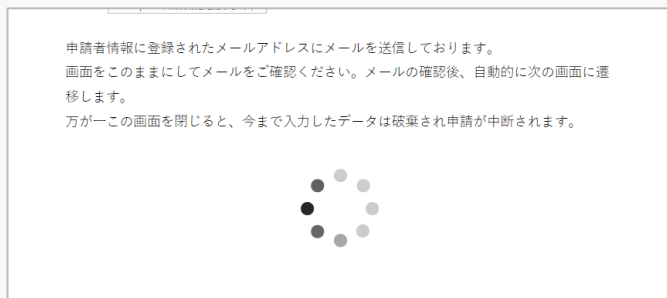 申請者情報に登録されたメールアドレスにメールを送信しております。
画面をこのままにしてメールをご確認ください。メールの確認後、自動的に次の画面に遷
移します。
万が一この画面を閉じると、今まで入力したデータは破棄され申請が中断されます。